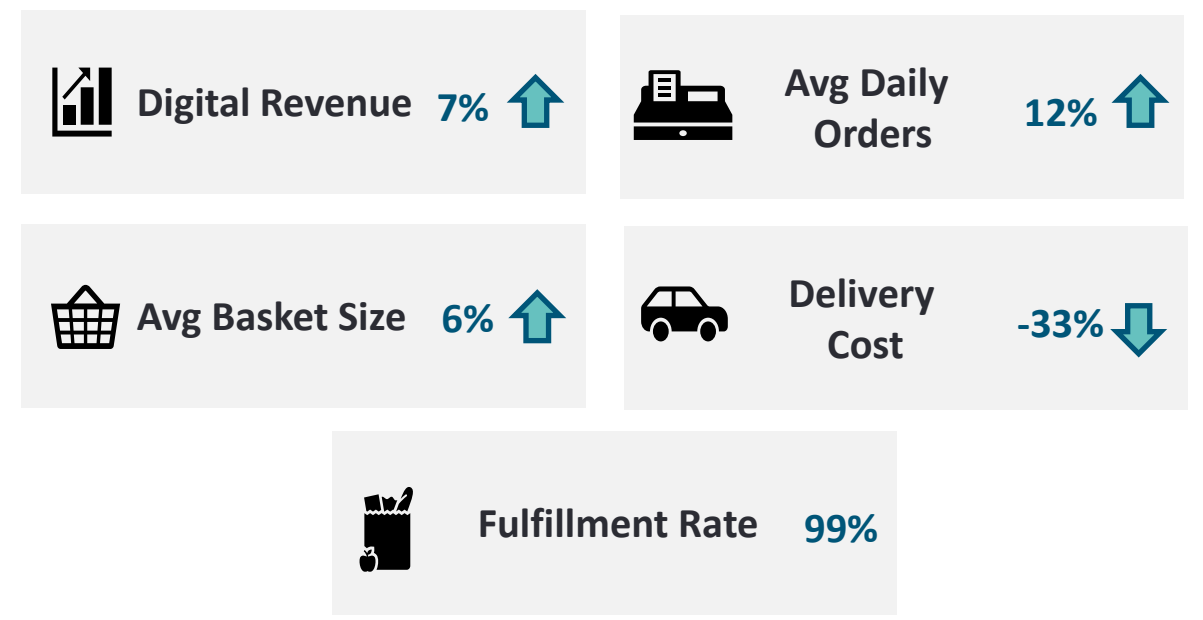 Digital Revenue 7%
Avg Daily
Orders
12%
Avg Basket Size 6%
Delivery
Cost
-33%
Fulfillment Rate 99%